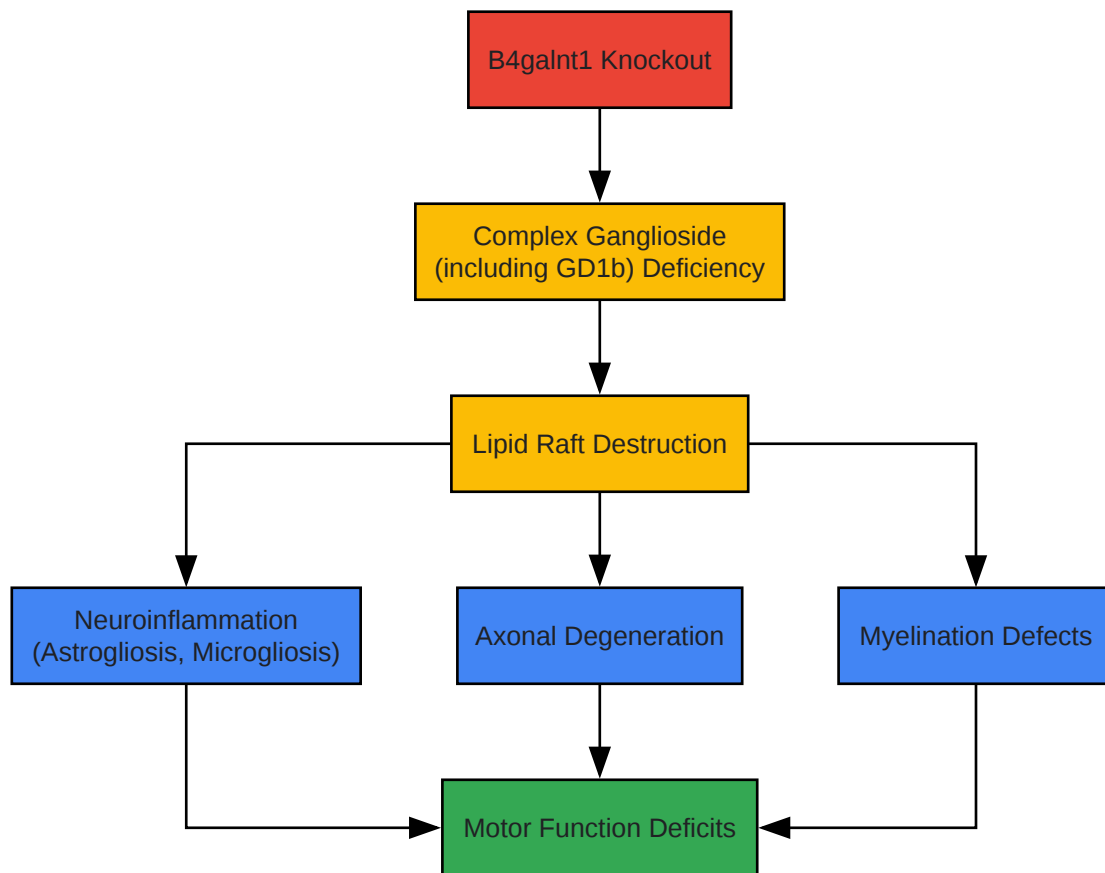 B4galnt1 Knockout
Complex Ganglioside
(including GD1b) Deficiency
Lipid Raft Destruction
Neuroinflammation
(Astrogliosis, Microgliosis)
Axonal Degeneration
Myelination Defects
Motor Function Deficits